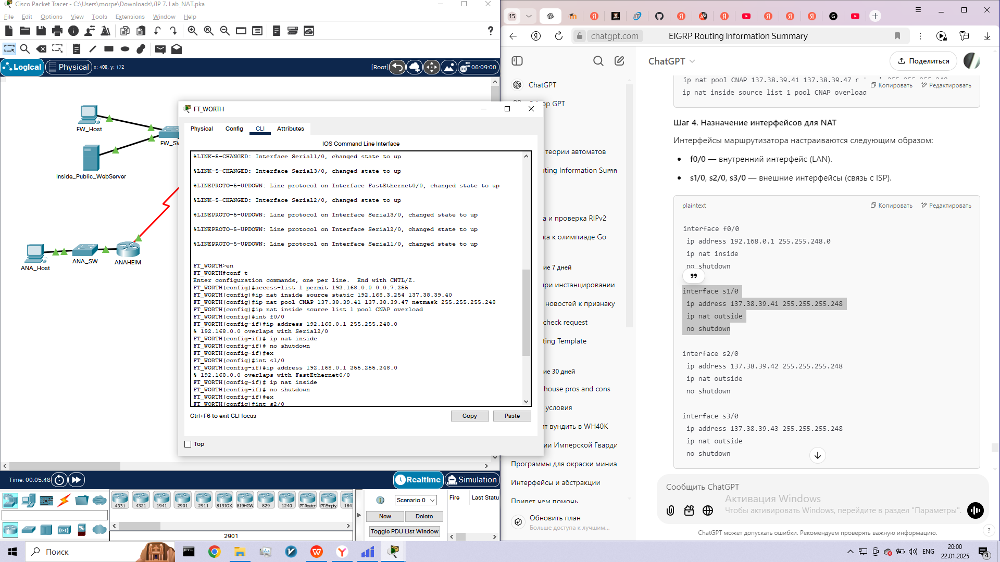 Cisco Packet Tracer - C:\Users\morpe\Downloads\ЛР 7. Lab_NAT.pka
File Edit Options View Tools Extensions Window Help
Logical
Physical
x: 408, y: 172
[Root]
06:09:00
FW_Host
FW_SW
Inside_Public_WebServer
ANA_Host
ANA_SW
ANAHEIM
FT_WORTH
Physical Config CLI Attributes
IOS Command Line Interface
%LINK-5-CHANGED: Interface Serial1/0, changed state to up
%LINK-5-CHANGED: Interface Serial3/0, changed state to up
%LINEPROTO-5-UPDOWN: Line protocol on Interface FastEthernet0/0, changed state to up
%LINK-5-CHANGED: Interface Serial2/0, changed state to up
%LINEPROTO-5-UPDOWN: Line protocol on Interface Serial3/0, changed state to up
%LINEPROTO-5-UPDOWN: Line protocol on Interface Serial2/0, changed state to up
%LINEPROTO-5-UPDOWN: Line protocol on Interface Serial1/0, changed state to up
FT_WORTH>en
FT_WORTH#conf t
Enter configuration commands, one per line. End with CNTL/Z.
FT_WORTH(config)#access-list 1 permit 192.168.0.0 0.0.7.255
FT_WORTH(config)#ip nat inside source static 192.168.3.254 137.38.39.40
FT_WORTH(config)#ip nat pool CNAP 137.38.39.41 137.38.39.47 netmask 255.255.255.248
FT_WORTH(config)#ip nat inside source list 1 pool CNAP overload
FT_WORTH(config)#int f0/0
FT_WORTH(config-if)#ip address 192.168.0.1 255.255.248.0
% 192.168.0.0 overlaps with Serial2/0
FT_WORTH(config-if)# ip nat inside
FT_WORTH(config-if)# no shutdown
FT_WORTH(config-if)#ex
FT_WORTH(config)#int s1/0
FT_WORTH(config-if)#ip address 192.168.0.1 255.255.248.0
% 192.168.0.0 overlaps with FastEthernet0/0
FT_WORTH(config-if)# ip nat inside
FT_WORTH(config-if)# no shutdown
FT_WORTH(config-if)#ex
FT_WORTH(config)#int s2/0
Ctrl+F6 to exit CLI focus
Copy
Paste
Top
Time: 00:05:48
Realtime
Simulation
4331 4321 1941 2901 2911 819IOX 819HGW 829 1240 PT-Router PT-Empty 184
2901
Scenario 0
New
Delete
Toggle PDU List Window
Fire
Last Statu
15
chatgpt.com
EIGRP Routing Information Summary
ChatGPT
ор GPT
теории автоматов
uting Information Summ
а и проверка RIPv2
ка к олимпиаде Go
ие 7 дней
при инстанцировании
новостей к признаку
check request
ting Template
ие 30 дней
house pros and cons
условия
т вундить в WH40K
ии Имперской Гварди
Программы для окраски миниа
Интерфейсы и абстракции
Привет чем помочь
Обновить план
Больше доступа к лучшим...
ChatGPT
Поделиться
ip nat pool CNAP 137.38.39.41 137.38.39.47
Копировать
Редактировать
ip nat inside source list 1 pool CNAP overload
Шаг 4. Назначение интерфейсов для NAT
Интерфейсы маршрутизатора настраиваются следующим образом:
• f0/0 — внутренний интерфейс (LAN).
• s1/0, s2/0, s3/0 — внешние интерфейсы (связь с ISP).
plaintext
Копировать
Редактировать
interface f0/0
ip address 192.168.0.1 255.255.248.0
ip nat inside
no shutdown
interface s1/0
ip address 137.38.39.41 255.255.255.248
ip nat outside
no shutdown
interface s2/0
ip address 137.38.39.42 255.255.255.248
ip nat outside
no shutdown
interface s3/0
ip address 137.38.39.43 255.255.255.248
ip nat outside
no shutdown
Сообщить ChatGPT
Активация Windows
Чтобы активировать Windows, перейдите в раздел "Параметры".
ChatGPT может допускать ошибки. Рекомендуем проверять важную информацию.
?
Поиск
ENG
20:00
22.01.2025
4